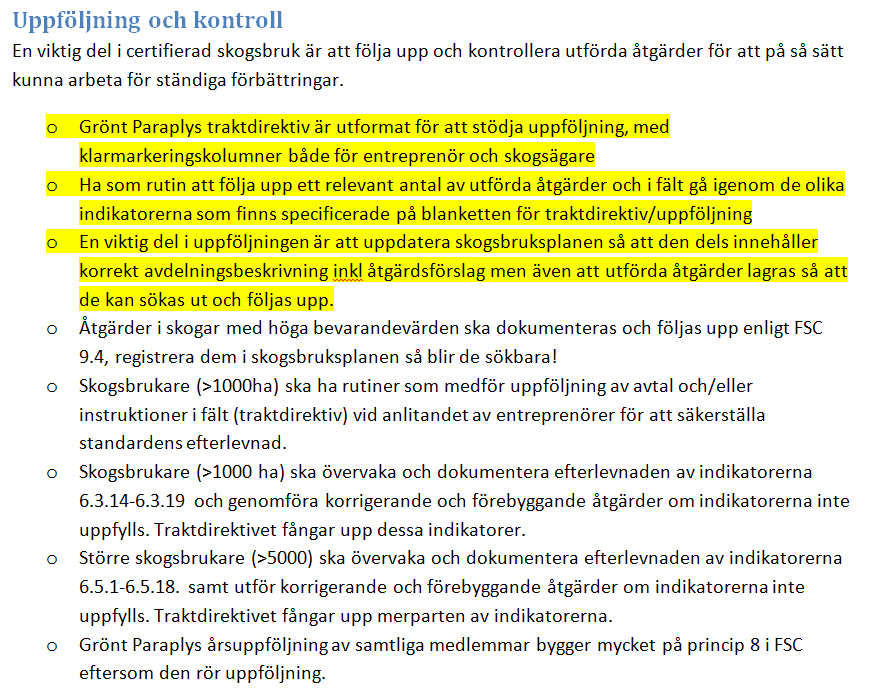 Uppföljning och kontroll
En viktig del i certifierad skogsbruk är att följa upp och kontrollera utförda åtgärder för att på så sätt
kunna arbeta för ständiga förbättringar.
o Grönt Paraplys traktdirektiv är utformat för att stödja uppföljning, med
klarmarkeringskolumner både för entreprenör och skogsägare
o Ha som rutin att följa upp ett relevant antal av utförda åtgärder och i fält gå igenom de olika
indikatorerna som finns specificerade på blanketten för traktdirektiv/uppföljning
o En viktig del i uppföljningen är att uppdatera skogsbruksplanen så att den dels innehåller
korrekt avdelningsbeskrivning inkl åtgärdsförslag men även att utförda åtgärder lagras så att
de kan sökas ut och följas upp.
o Åtgärder i skogar med höga bevarandevärden ska dokumenteras och följas upp enligt FSC
9.4, registrera dem i skogsbruksplanen så blir de sökbara!
o Skogsbrukare (>1000ha) ska ha rutiner som medför uppföljning av avtal och/eller
instruktioner i fält (traktdirektiv) vid anlitandet av entreprenörer för att säkerställa
standardens efterlevnad.
o Skogsbrukare (>1000 ha) ska övervaka och dokumentera efterlevnaden av indikatorerna
6.3.14-6.3.19 och genomföra korrigerande och förebyggande åtgärder om indikatorerna inte
uppfylls. Traktdirektivet fångar upp dessa indikatorer.
o Större skogsbrukare (>5000) ska övervaka och dokumentera efterlevnaden av indikatorerna
6.5.1-6.5.18. samt utför korrigerande och förebyggande åtgärder om indikatorerna inte
uppfylls. Traktdirektivet fångar upp merparten av indikatorerna.
o Grönt Paraplys årsuppföljning av samtliga medlemmar bygger mycket på princip 8 i FSC
eftersom den rör uppföljning.